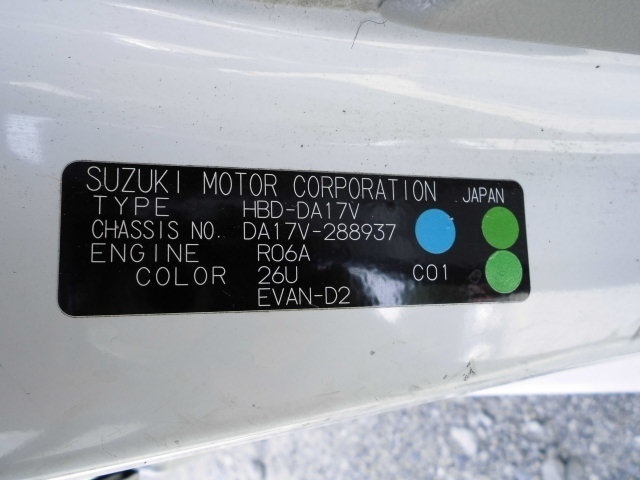 SUZUKI MOTOR CORPORATION JAPAN
TYPE HBD-DA17V
CHASSIS NO. DA17V-288937
ENGINE R06A
COLOR 26U C01
EVAN-D2